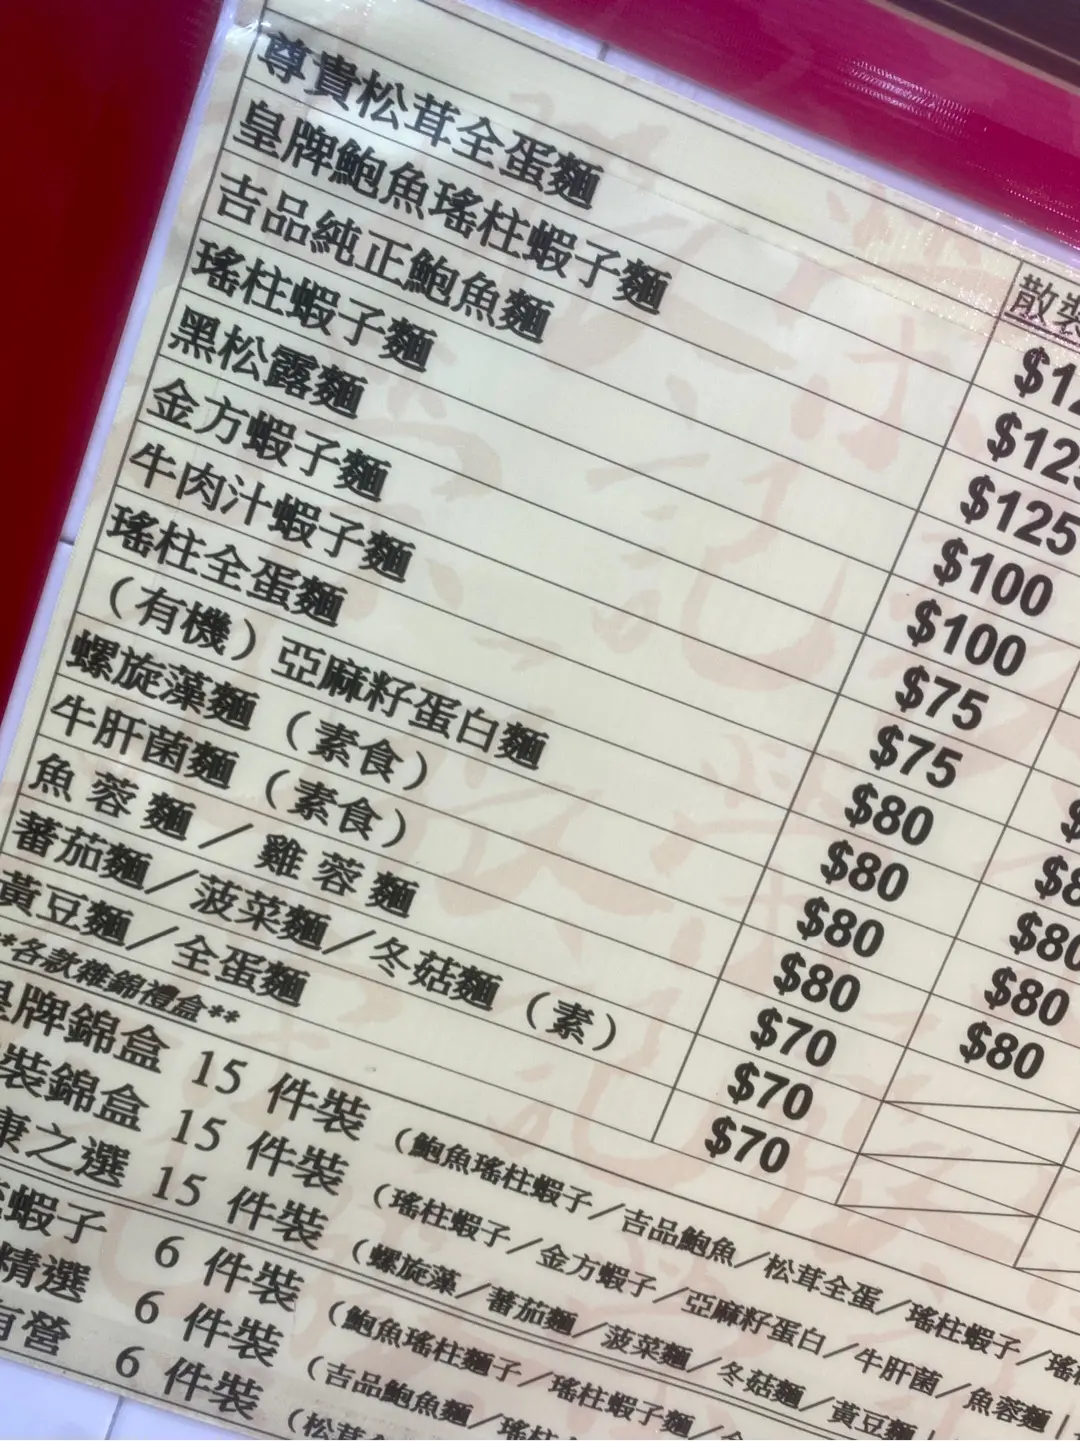 散
尊貴松茸全蛋麵
皇牌鮑魚瑤柱蝦子麵
吉品純正鮑魚麵 $125
瑤柱蝦子麵 $100
黑松露麵 $100
金方蝦子麵 $75
牛肉汁蝦子麵 $75
瑤柱全蛋麵 $80
（有機）亞麻籽蛋白麵 $80 $80
螺旋藻麵（素食） $80 $80
牛肝菌麵（素食） $80 $80
魚蓉麵／雞蓉麵 $70
蕃茄麵／菠菜麵／冬菇麵（素） $70
黃豆麵／全蛋麵 $70
*各款雜錦禮盒**
皇牌錦盒 15 件裝（鮑魚瑤柱蝦子／吉品鮑魚／松茸全蛋／瑤柱蝦子／
裝錦盒 15 件裝（瑤柱蝦子／金方蝦子／亞麻籽蛋白／牛肝菌／魚蓉麵
康之選 15 件裝（螺旋藻／蕃茄麵／菠菜麵／冬菇麵／黃豆麵
蝦子 6 件裝（鮑魚瑤柱麵子／瑤柱蝦子麵／
精選 6 件裝（吉品鮑魚麵／瑤柱
有營 6 件裝（松茸